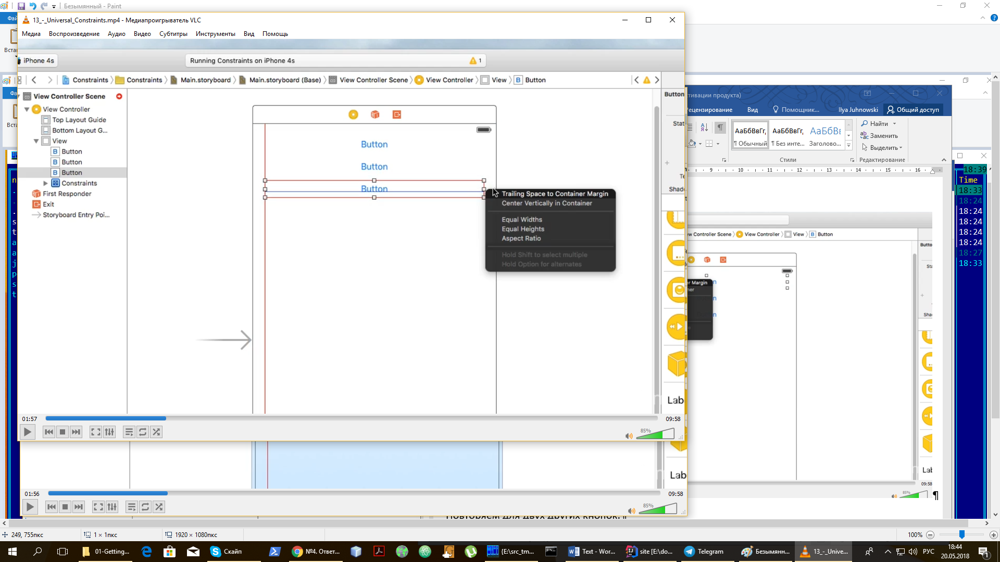 Безымянный - Paint
Фай
13_-_Universal_Constraints.mp4 - Медиапроигрыватель VLC
Медиа Воспроизведение Аудио Видео Субтитры Инструменты Вид Помощь
iPhone 4s
Running Constraints on iPhone 4s
1
Constraints
Constraints
Main.storyboard
Main.storyboard (Base)
View Controller Scene
View Controller
View
B Button
View Controller Scene
View Controller
Top Layout Guide
Bottom Layout G...
View
B Button
B Button
B Button
Constraints
First Responder
Exit
Storyboard Entry Poi...
Button
Button
Button
Trailing Space to Container Margin
Center Vertically in Container
Equal Widths
Equal Heights
Aspect Ratio
Hold Shift to select multiple
Hold Option for alternates
Button
Stat
Shade
Lab
01:57
09:58
85%
Lab
01:56
09:58
85%
тивации продукта)
Рецензирование Вид Помощник... Ilya Juhnowski Общий доступ
АаБбВвГг, АаБбВвГг, АаБбВв
¶ Обычный ¶ Без инте... Заголово...
Стили
Найти
Заменить
Выделить
Редактирование
9 10 11 12 13 14 15 16
w Controller Scene
View Controller
View
B Button
Butto
Sta
er Margin
Sha
Lab
09:58
85%
¶
18:39
Time
18:33
18:24
18:24
18:24
18:24
18:24
18:27
18:33
Повторяем для двух других кнопок.
249, 755пкс
1 × 1пкс
1920 × 1080пкс
100%
01-Getting...
Скайп
№4. Ответ...
{E:\src_tm...
Text - Wor...
site [E:\do...
Telegram
Безымянн...
13_-_Unive...
РУС
18:44
20.05.2018
1